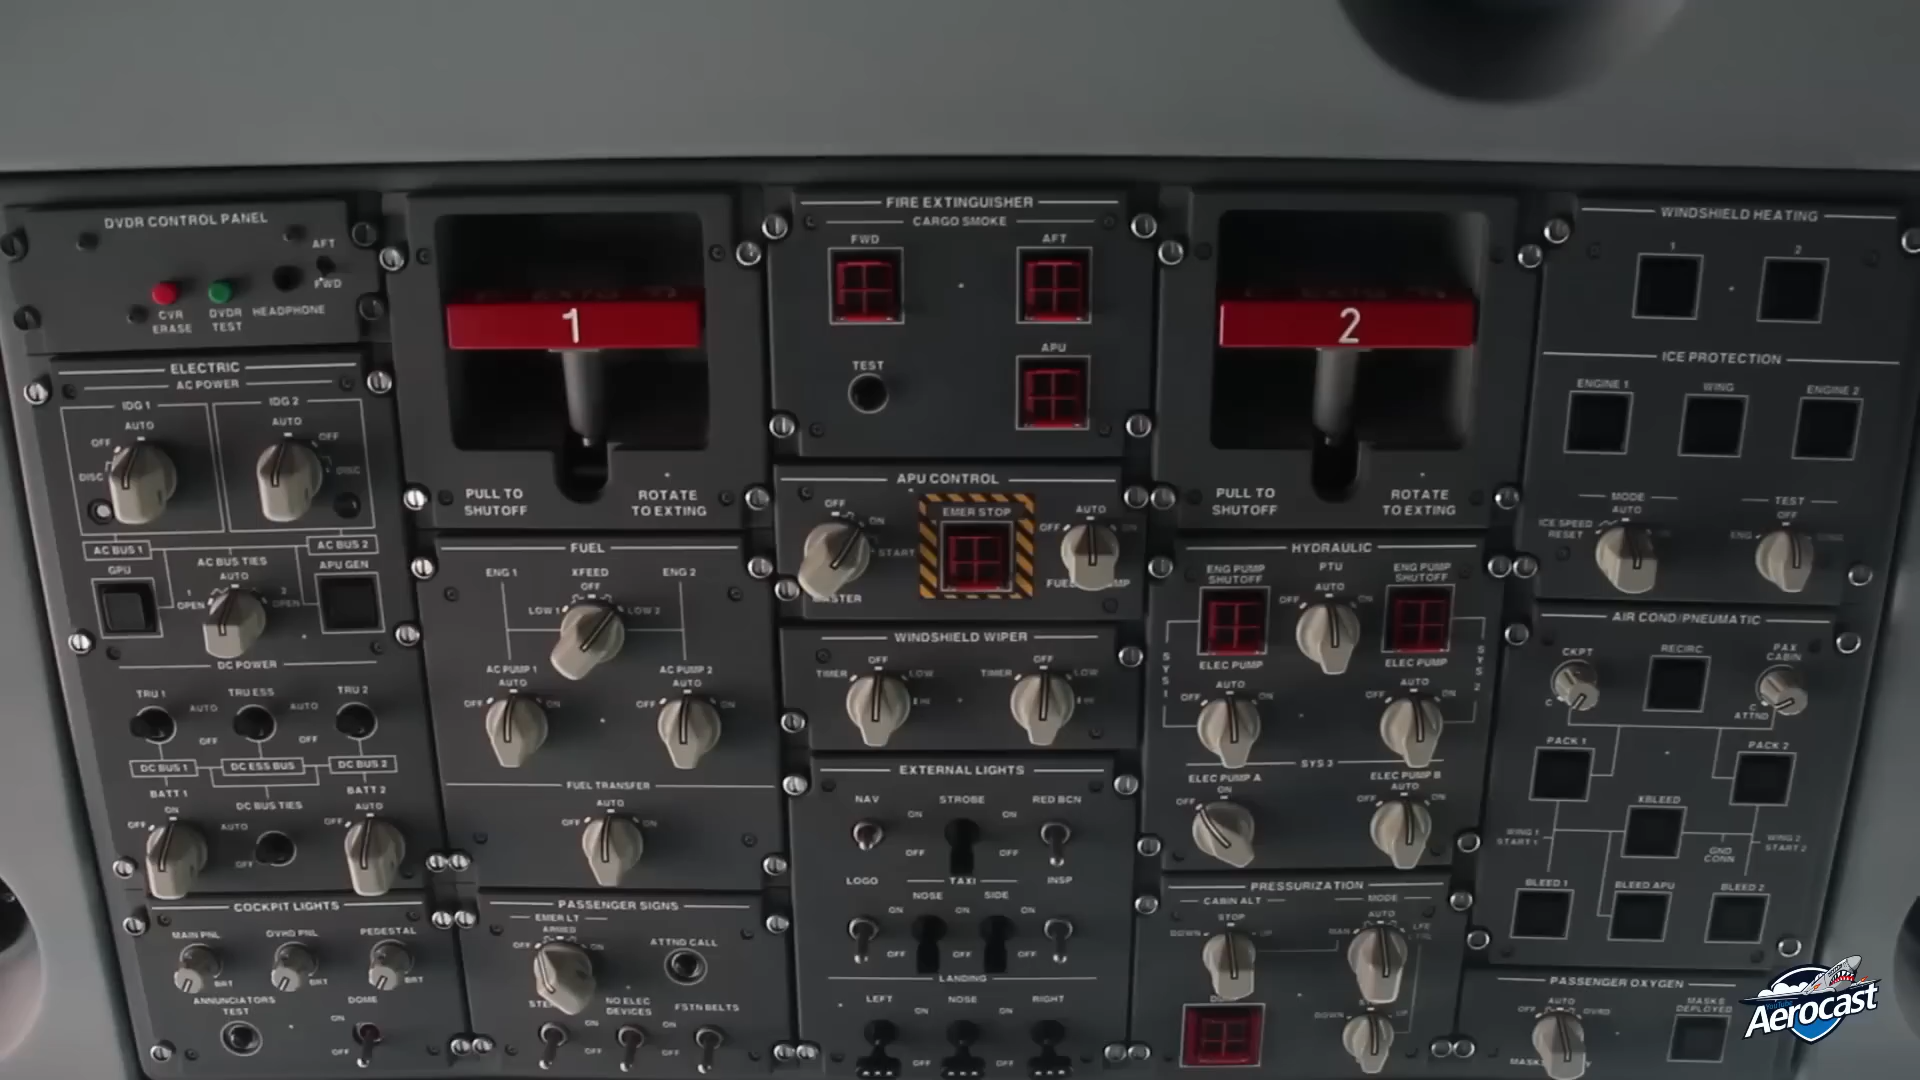 DVDR CONTROL PANEL
AFT
FWD
CVR ERASE
DVDR TEST
HEADPHONE
ELECTRIC
AC POWER
IDG 1
IDG 2
AUTO
AUTO
OFF
OFF
DISC
DISC
AC BUS 1
AC BUS 2
AC BUS TIES
GPU
AUTO
APU GEN
1 OPEN
2 OPEN
DC POWER
TRU 1
TRU ESS
TRU 2
AUTO
AUTO
OFF
OFF
DC BUS 1
DC ESS BUS
DC BUS 2
BATT 1
BATT 2
DC BUS TIES
ON
AUTO
OFF
AUTO
OFF
OFF
ON
COCKPIT LIGHTS
MAIN PNL
OVHD PNL
PEDESTAL
BRT
BRT
BRT
ANNUNCIATORS TEST
DOME
ON
OFF
1
PULL TO SHUTOFF
ROTATE TO EXTING
FUEL
ENG 1
XFEED
ENG 2
OFF
LOW 1
LOW 2
AC PUMP 1
AC PUMP 2
AUTO
AUTO
OFF
ON
OFF
ON
FUEL TRANSFER
AUTO
OFF
ON
PASSENGER SIGNS
EMER LT
ARMED
OFF
ON
ATTND CALL
NO ELEC DEVICES
FSTN BELTS
ON
ON
OFF
OFF
FIRE EXTINGUISHER
CARGO SMOKE
FWD
AFT
TEST
APU
APU CONTROL
OFF
ON
START
MASTER
EMER STOP
AUTO
OFF
ON
WINDSHIELD WIPER
OFF
OFF
TIMER
LOW
HI
TIMER
LOW
HI
EXTERNAL LIGHTS
NAV
STROBE
RED BCN
ON
ON
OFF
OFF
LOGO
TAXI
INSP
NOSE
SIDE
ON
ON
ON
OFF
OFF
OFF
LANDING
LEFT
NOSE
RIGHT
ON
ON
OFF
OFF
2
PULL TO SHUTOFF
ROTATE TO EXTING
HYDRAULIC
ENG PUMP SHUTOFF
PTU
ENG PUMP SHUTOFF
AUTO
OFF
ON
SYS 1
SYS 2
ELEC PUMP
ELEC PUMP
AUTO
AUTO
OFF
ON
OFF
ON
SYS 3
ELEC PUMP A
ELEC PUMP B
ON
AUTO
OFF
OFF
ON
PRESSURIZATION
CABIN ALT
MODE
STOP
AUTO
DOWN
UP
MAN
LFE CTRL
DOWN
UP
WINDSHIELD HEATING
1
2
ICE PROTECTION
ENGINE 1
WING
ENGINE 2
MODE
TEST
AUTO
OFF
ICE SPEED RESET
ENG
AIR COND/PNEUMATIC
CKPT
RECIRC
PAX CABIN
C
C
ATTND
PACK 1
PACK 2
XBLEED
WING 1
START 1
GND CONN
WING 2
START 2
BLEED 1
BLEED APU
BLEED 2
PASSENGER OXYGEN
AUTO
OFF
OVRD
MASKS DEPLOYED
YouTube
Aerocast